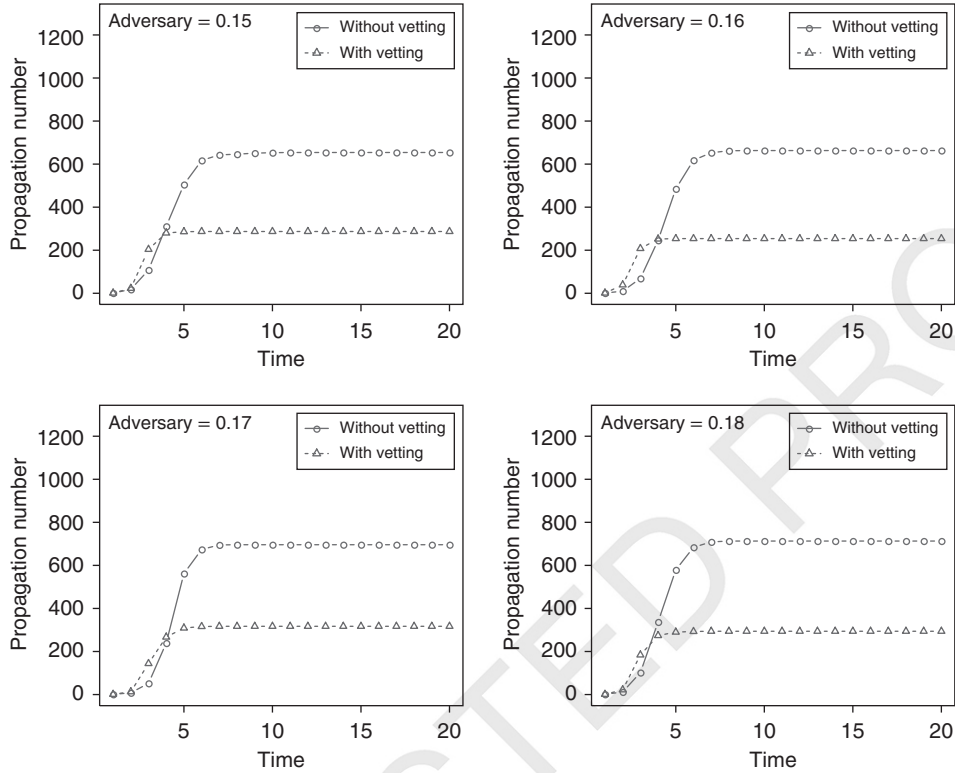 Adversary = 0.15
Without vetting
With vetting
1200
1000
800
600
400
200
0
Propagation number
5
10
15
20
Time
Adversary = 0.16
Without vetting
With vetting
1200
1000
800
600
400
200
0
Propagation number
5
10
15
20
Time
Adversary = 0.17
Without vetting
With vetting
1200
1000
800
600
400
200
0
Propagation number
5
10
15
20
Time
Adversary = 0.18
Without vetting
With vetting
1200
1000
800
600
400
200
0
Propagation number
5
10
15
20
Time
TED PRO